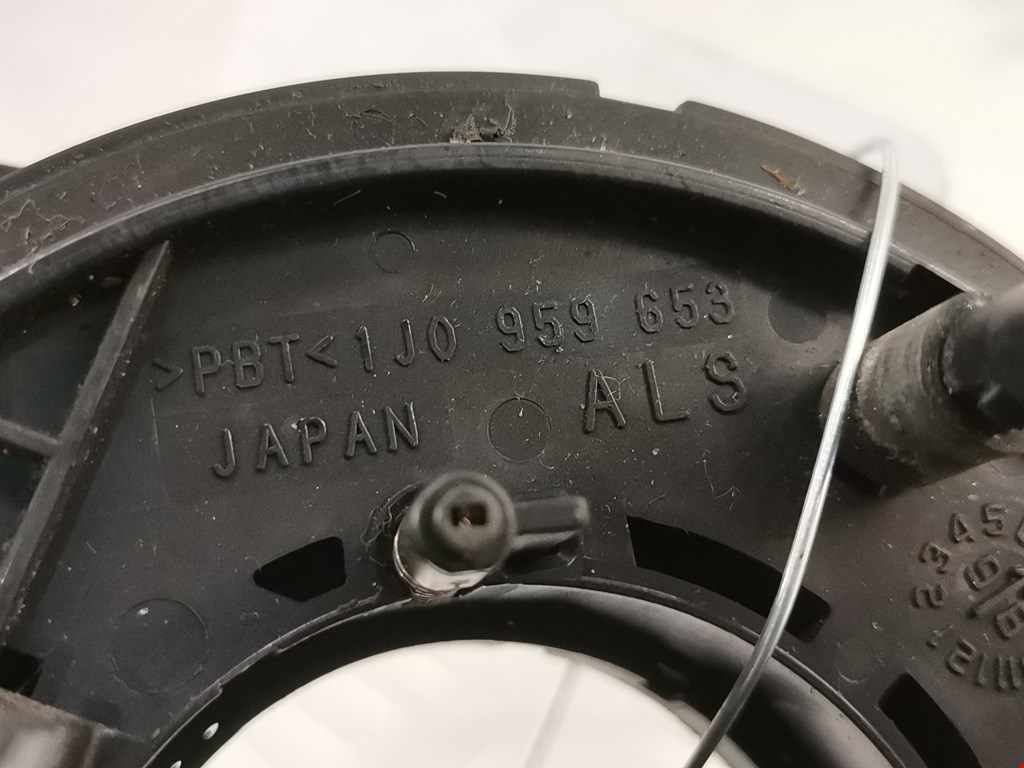 >PBT< 1J0 959 653
JAPAN ALS